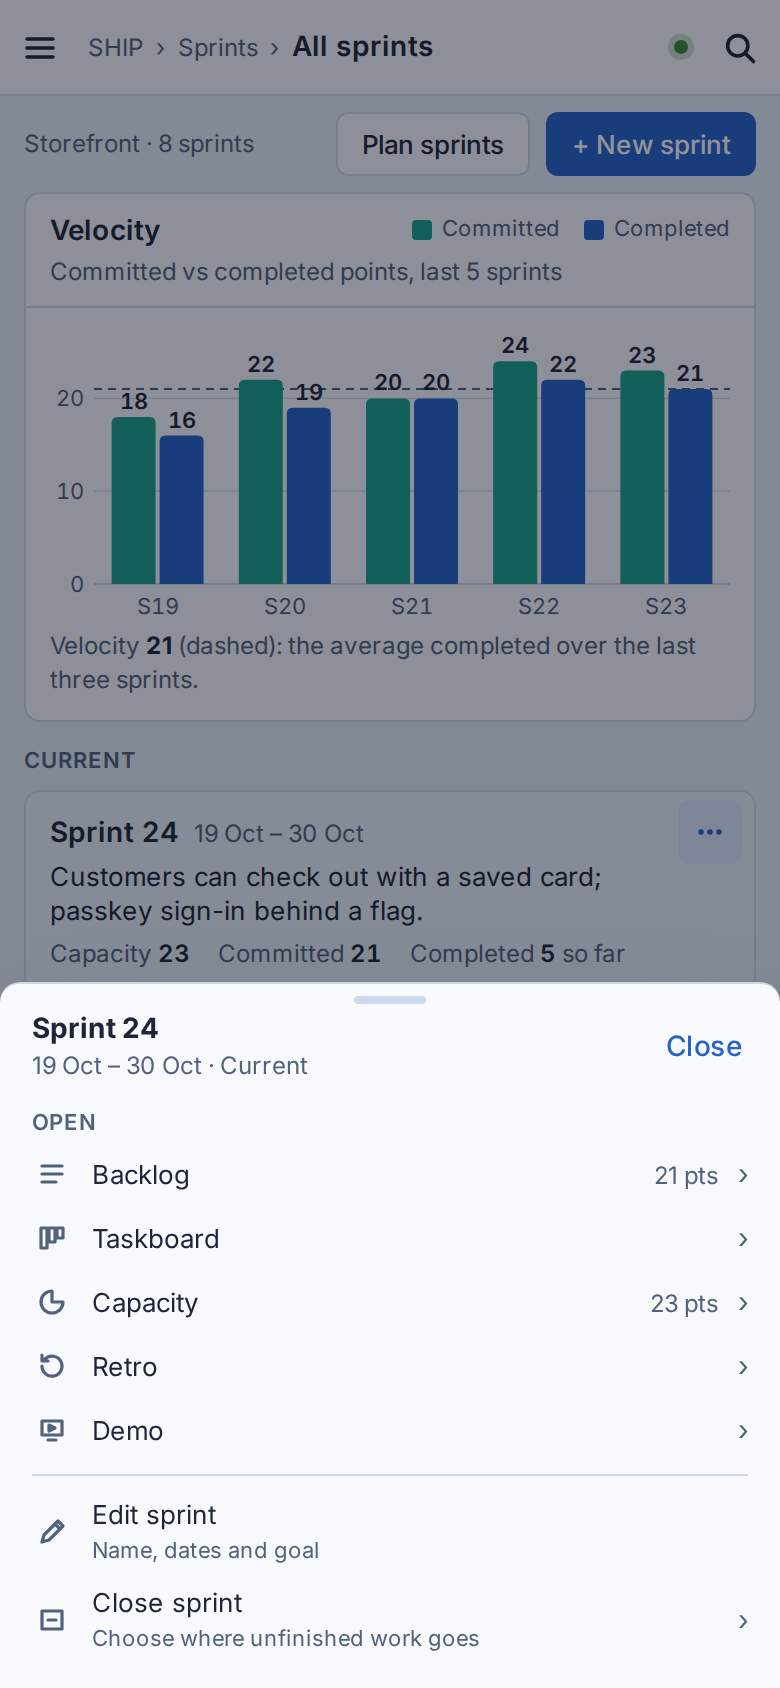 SHIP › Sprints › All sprints
Storefront · 8 sprints
Plan sprints
+ New sprint
Velocity
Committed
Completed
Committed vs completed points, last 5 sprints
20
10
0
18
16
22
19
20
20
24
22
23
21
S19
S20
S21
S22
S23
Velocity 21 (dashed): the average completed over the last
three sprints.
CURRENT
Sprint 24 19 Oct – 30 Oct
Customers can check out with a saved card;
passkey sign-in behind a flag.
Capacity 23 Committed 21 Completed 5 so far
Sprint 24
19 Oct – 30 Oct · Current
Close
OPEN
Backlog 21 pts ›
Taskboard ›
Capacity 23 pts ›
Retro ›
Demo ›
Edit sprint
Name, dates and goal
Close sprint ›
Choose where unfinished work goes